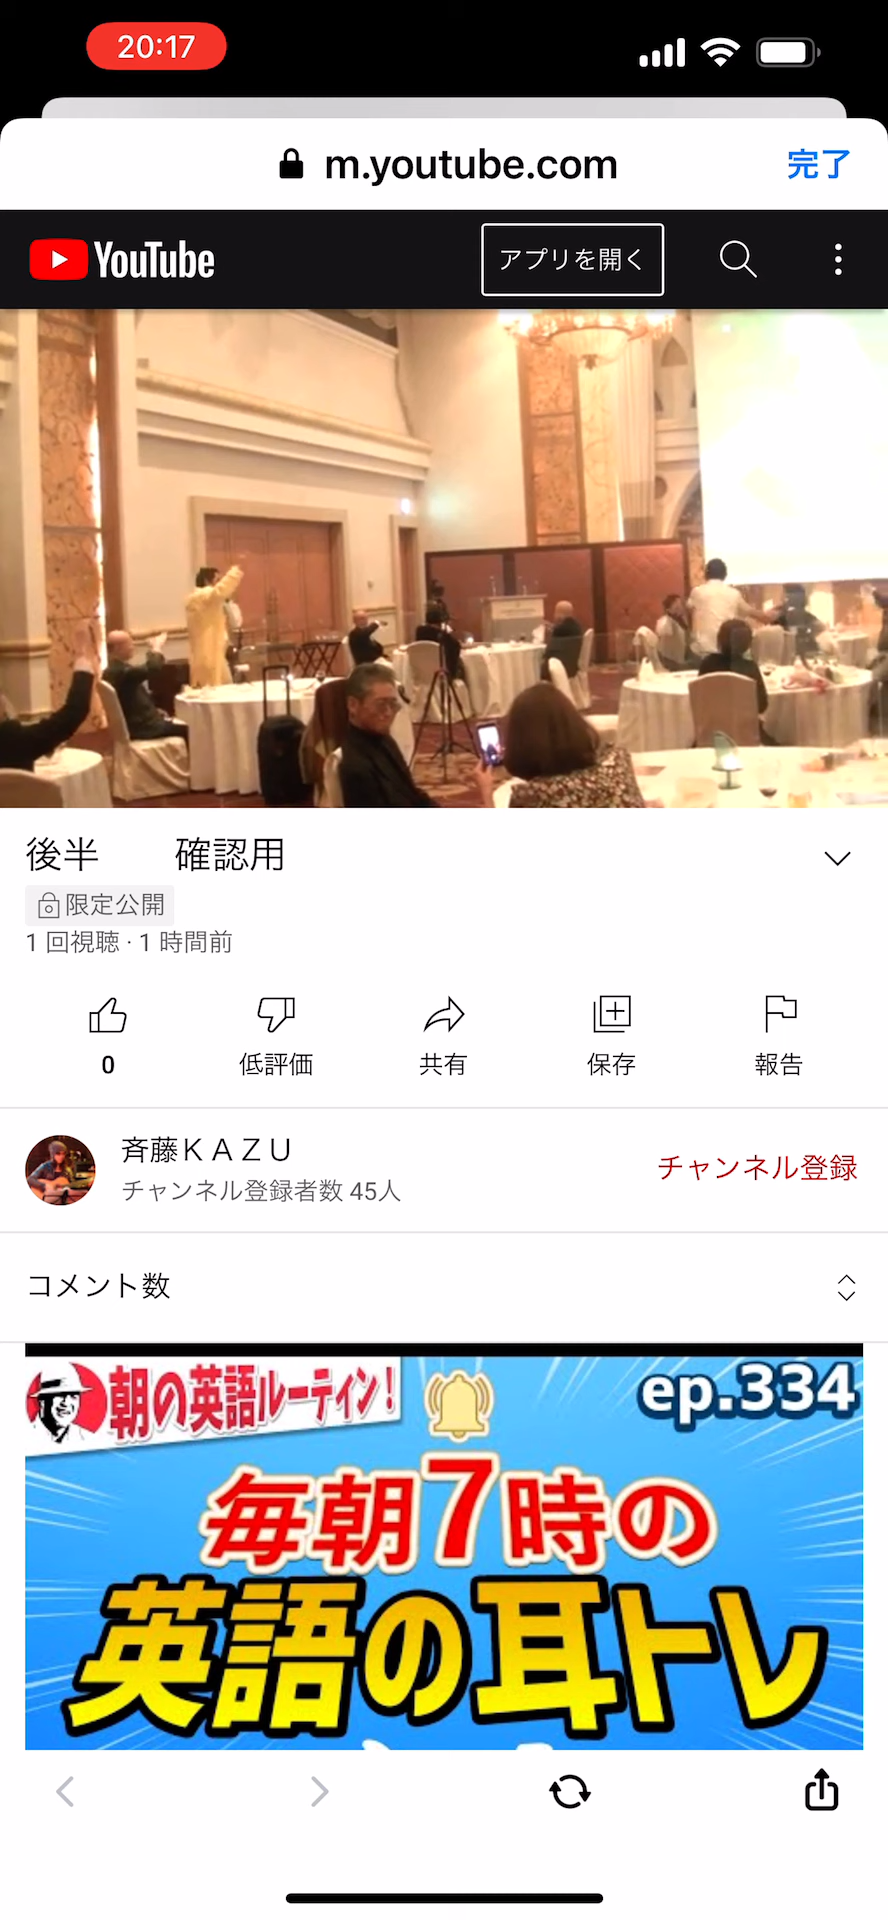 20:17
m.youtube.com
完了
YouTube
アプリを開く
後半　　確認用
限定公開
1 回視聴 · 1 時間前
0
低評価
共有
保存
報告
斉藤ＫＡＺＵ
チャンネル登録者数 45人
チャンネル登録
コメント数
朝の英語ルーティン！
ep.334
毎朝7時の
英語の耳トレ